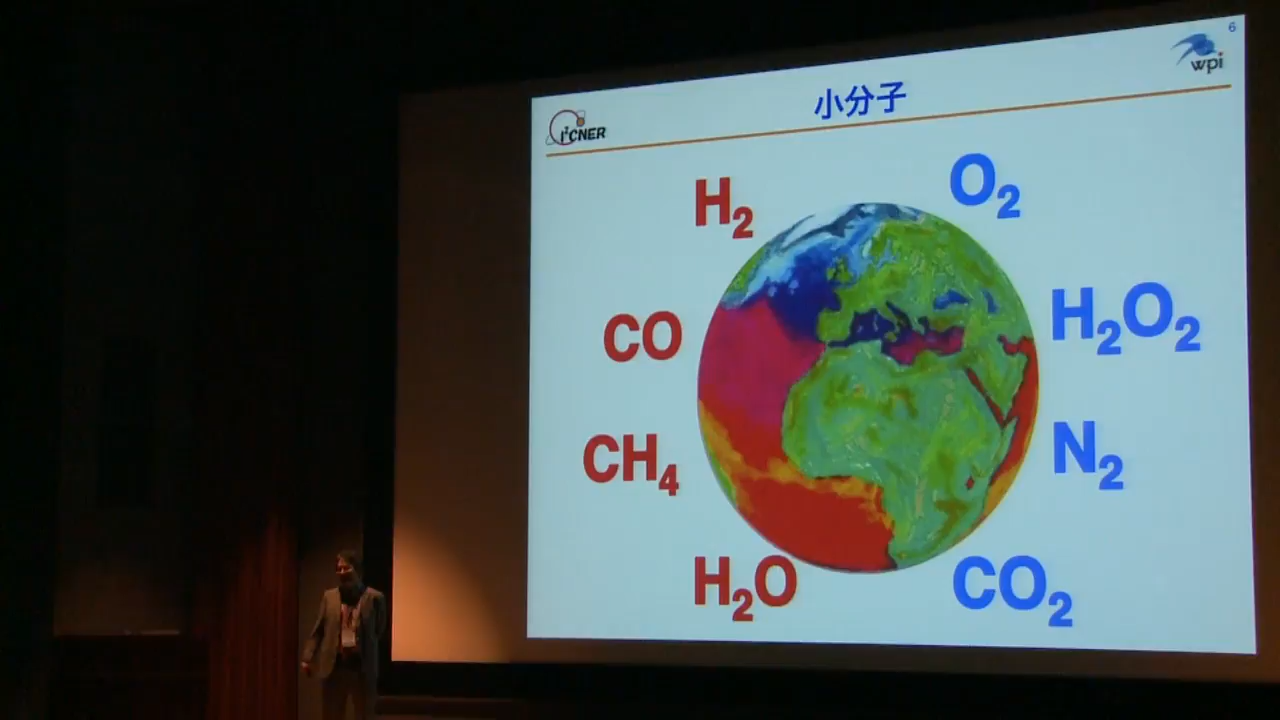 6
wpi
小分子
I²CNER
H₂
O₂
CO
H₂O₂
CH₄
N₂
H₂O
CO₂